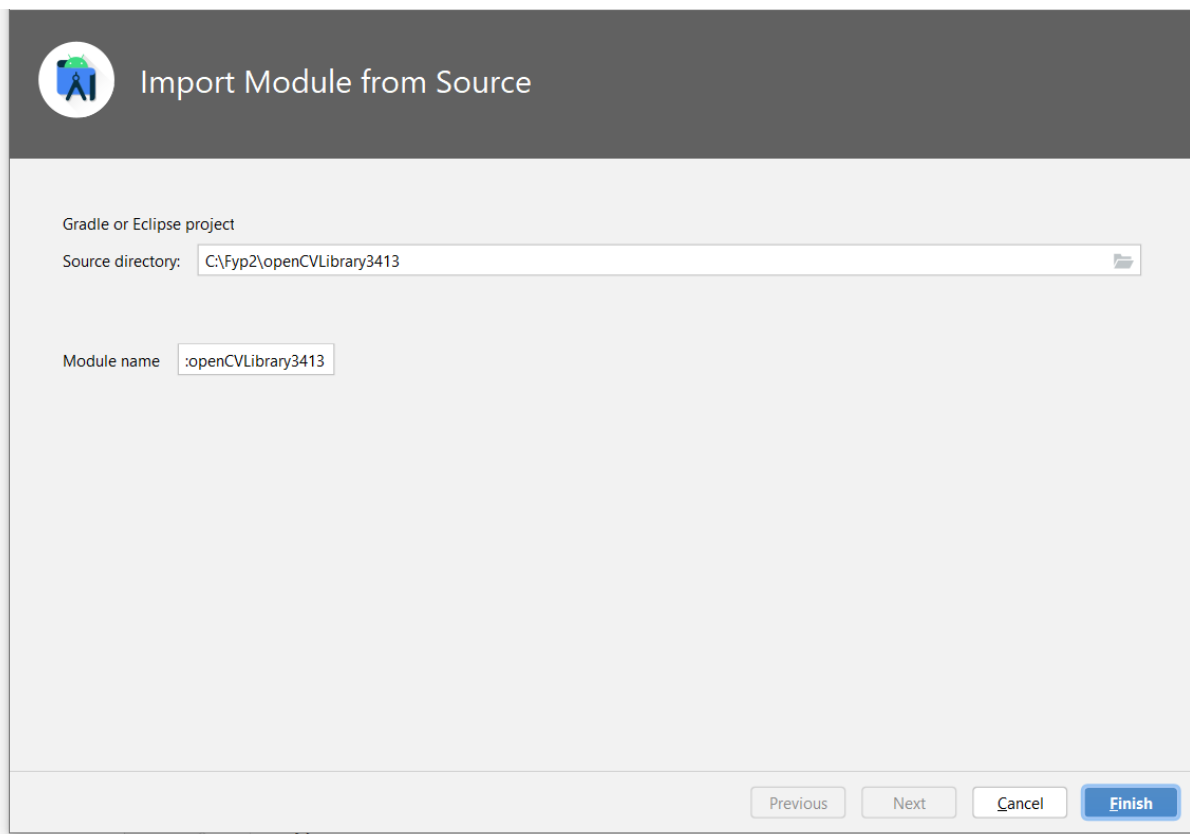 Import Module from Source
Gradle or Eclipse project
Source directory: C:\Fyp2\openCVLibrary3413
Module name :openCVLibrary3413
Previous Next Cancel Finish